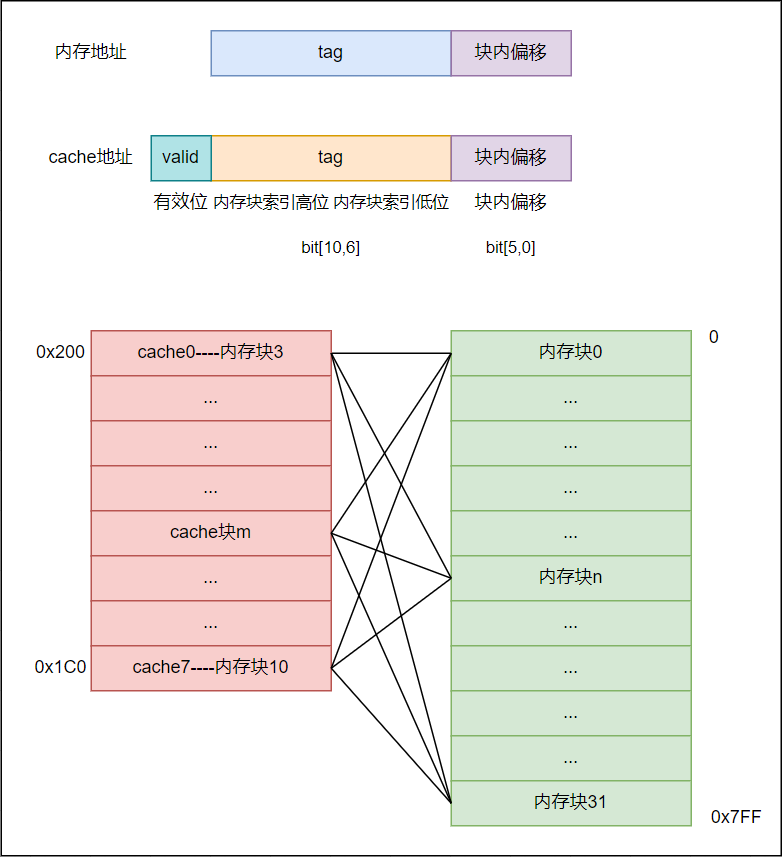 内存地址 tag 块内偏移
cache地址 valid tag 块内偏移
有效位 内存块索引高位 内存块索引低位 块内偏移
bit[10,6] bit[5,0]
0x200 cache0----内存块3 内存块0 0
... ...
... ...
... ...
cache块m ...
... 内存块n
... ...
0x1C0 cache7----内存块10 ...
...
...
内存块31
0x7FF